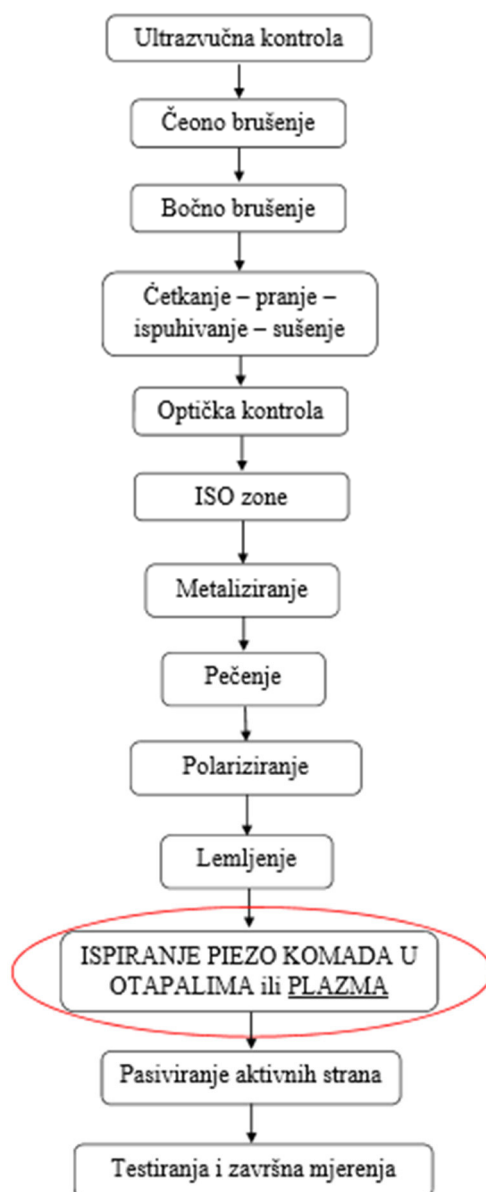 Ultrazvučna kontrola
Čeono brušenje
Bočno brušenje
Četkanje – pranje –
ispuhivanje – sušenje
Optička kontrola
ISO zone
Metaliziranje
Pečenje
Polariziranje
Lemljenje
ISPIRANJE PIEZO KOMADA U
OTAPALIMA ili PLAZMA
Pasiviranje aktivnih strana
Testiranja i završna mjerenja